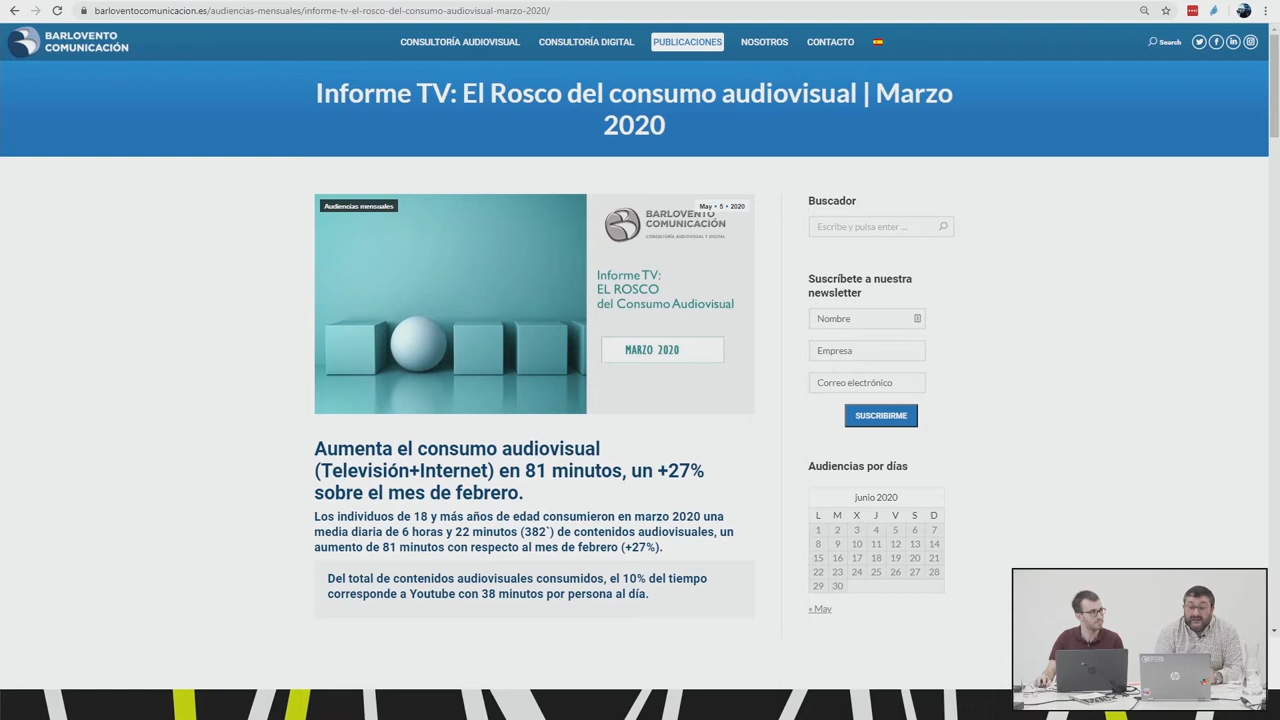 barloventocomunicacion.es/audiencias-mensuales/informe-tv-el-rosco-del-consumo-audiovisual-marzo-2020/
BARLOVENTO
COMUNICACIÓN
CONSULTORÍA AUDIOVISUAL
CONSULTORÍA DIGITAL
PUBLICACIONES
NOSOTROS
CONTACTO
Search
Informe TV: El Rosco del consumo audiovisual | Marzo
2020
Audiencias mensuales
May • 5 • 2020
BARLOVENTO
COMUNICACIÓN
CONSULTORÍA AUDIOVISUAL Y DIGITAL
Informe TV:
EL ROSCO
del Consumo Audiovisual
MARZO 2020
Aumenta el consumo audiovisual
(Televisión+Internet) en 81 minutos, un +27%
sobre el mes de febrero.
Los individuos de 18 y más años de edad consumieron en marzo 2020 una
media diaria de 6 horas y 22 minutos (382`) de contenidos audiovisuales, un
aumento de 81 minutos con respecto al mes de febrero (+27%).
Del total de contenidos audiovisuales consumidos, el 10% del tiempo
corresponde a Youtube con 38 minutos por persona al día.
Buscador
Escribe y pulsa enter ...
Suscríbete a nuestra
newsletter
Nombre
Empresa
Correo electrónico
SUSCRIBIRME
Audiencias por días
junio 2020
L M X J V S D
1 2 3 4 5 6 7
8 9 10 11 12 13 14
15 16 17 18 19 20 21
22 23 24 25 26 27 28
29 30
« May
hp